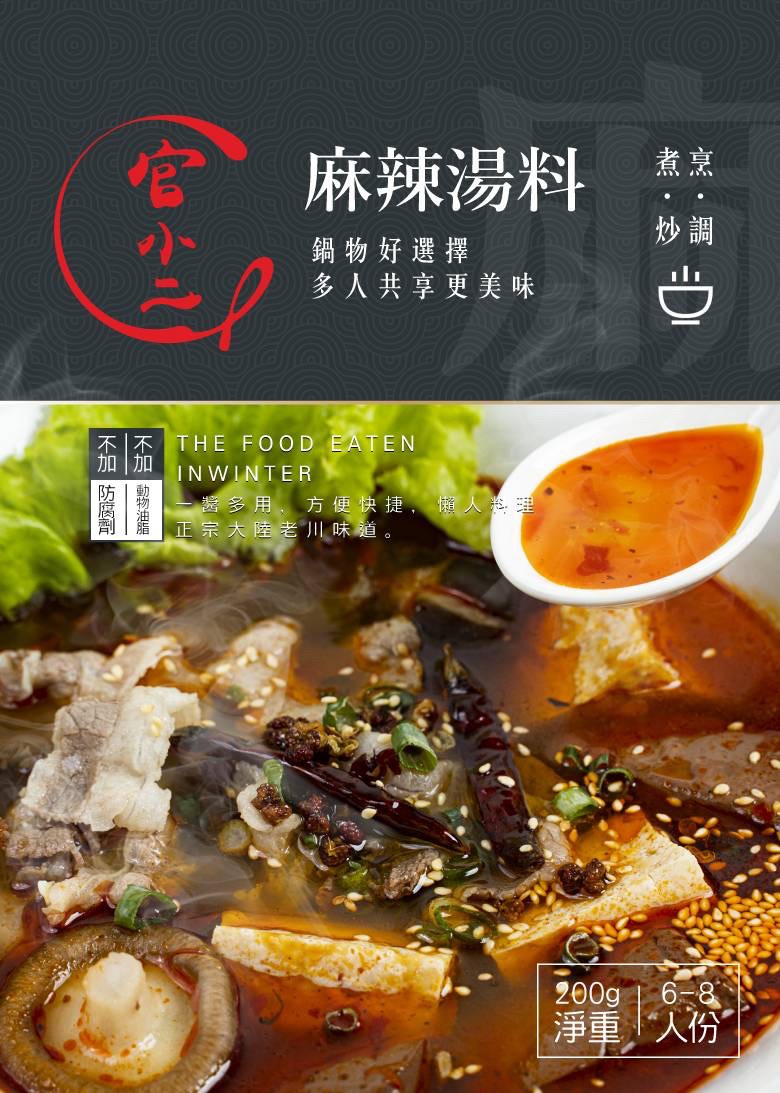 官小二
麻辣湯料
鍋物好選擇
多人共享更美味
烹調
·
·
煮炒
麻
不加
動物油脂
不加
防腐劑
THE FOOD EATEN
INWINTER
一醬多用，方便快捷，懶人料理
正宗大陸老川味道。
200g
淨重
6-8
人份